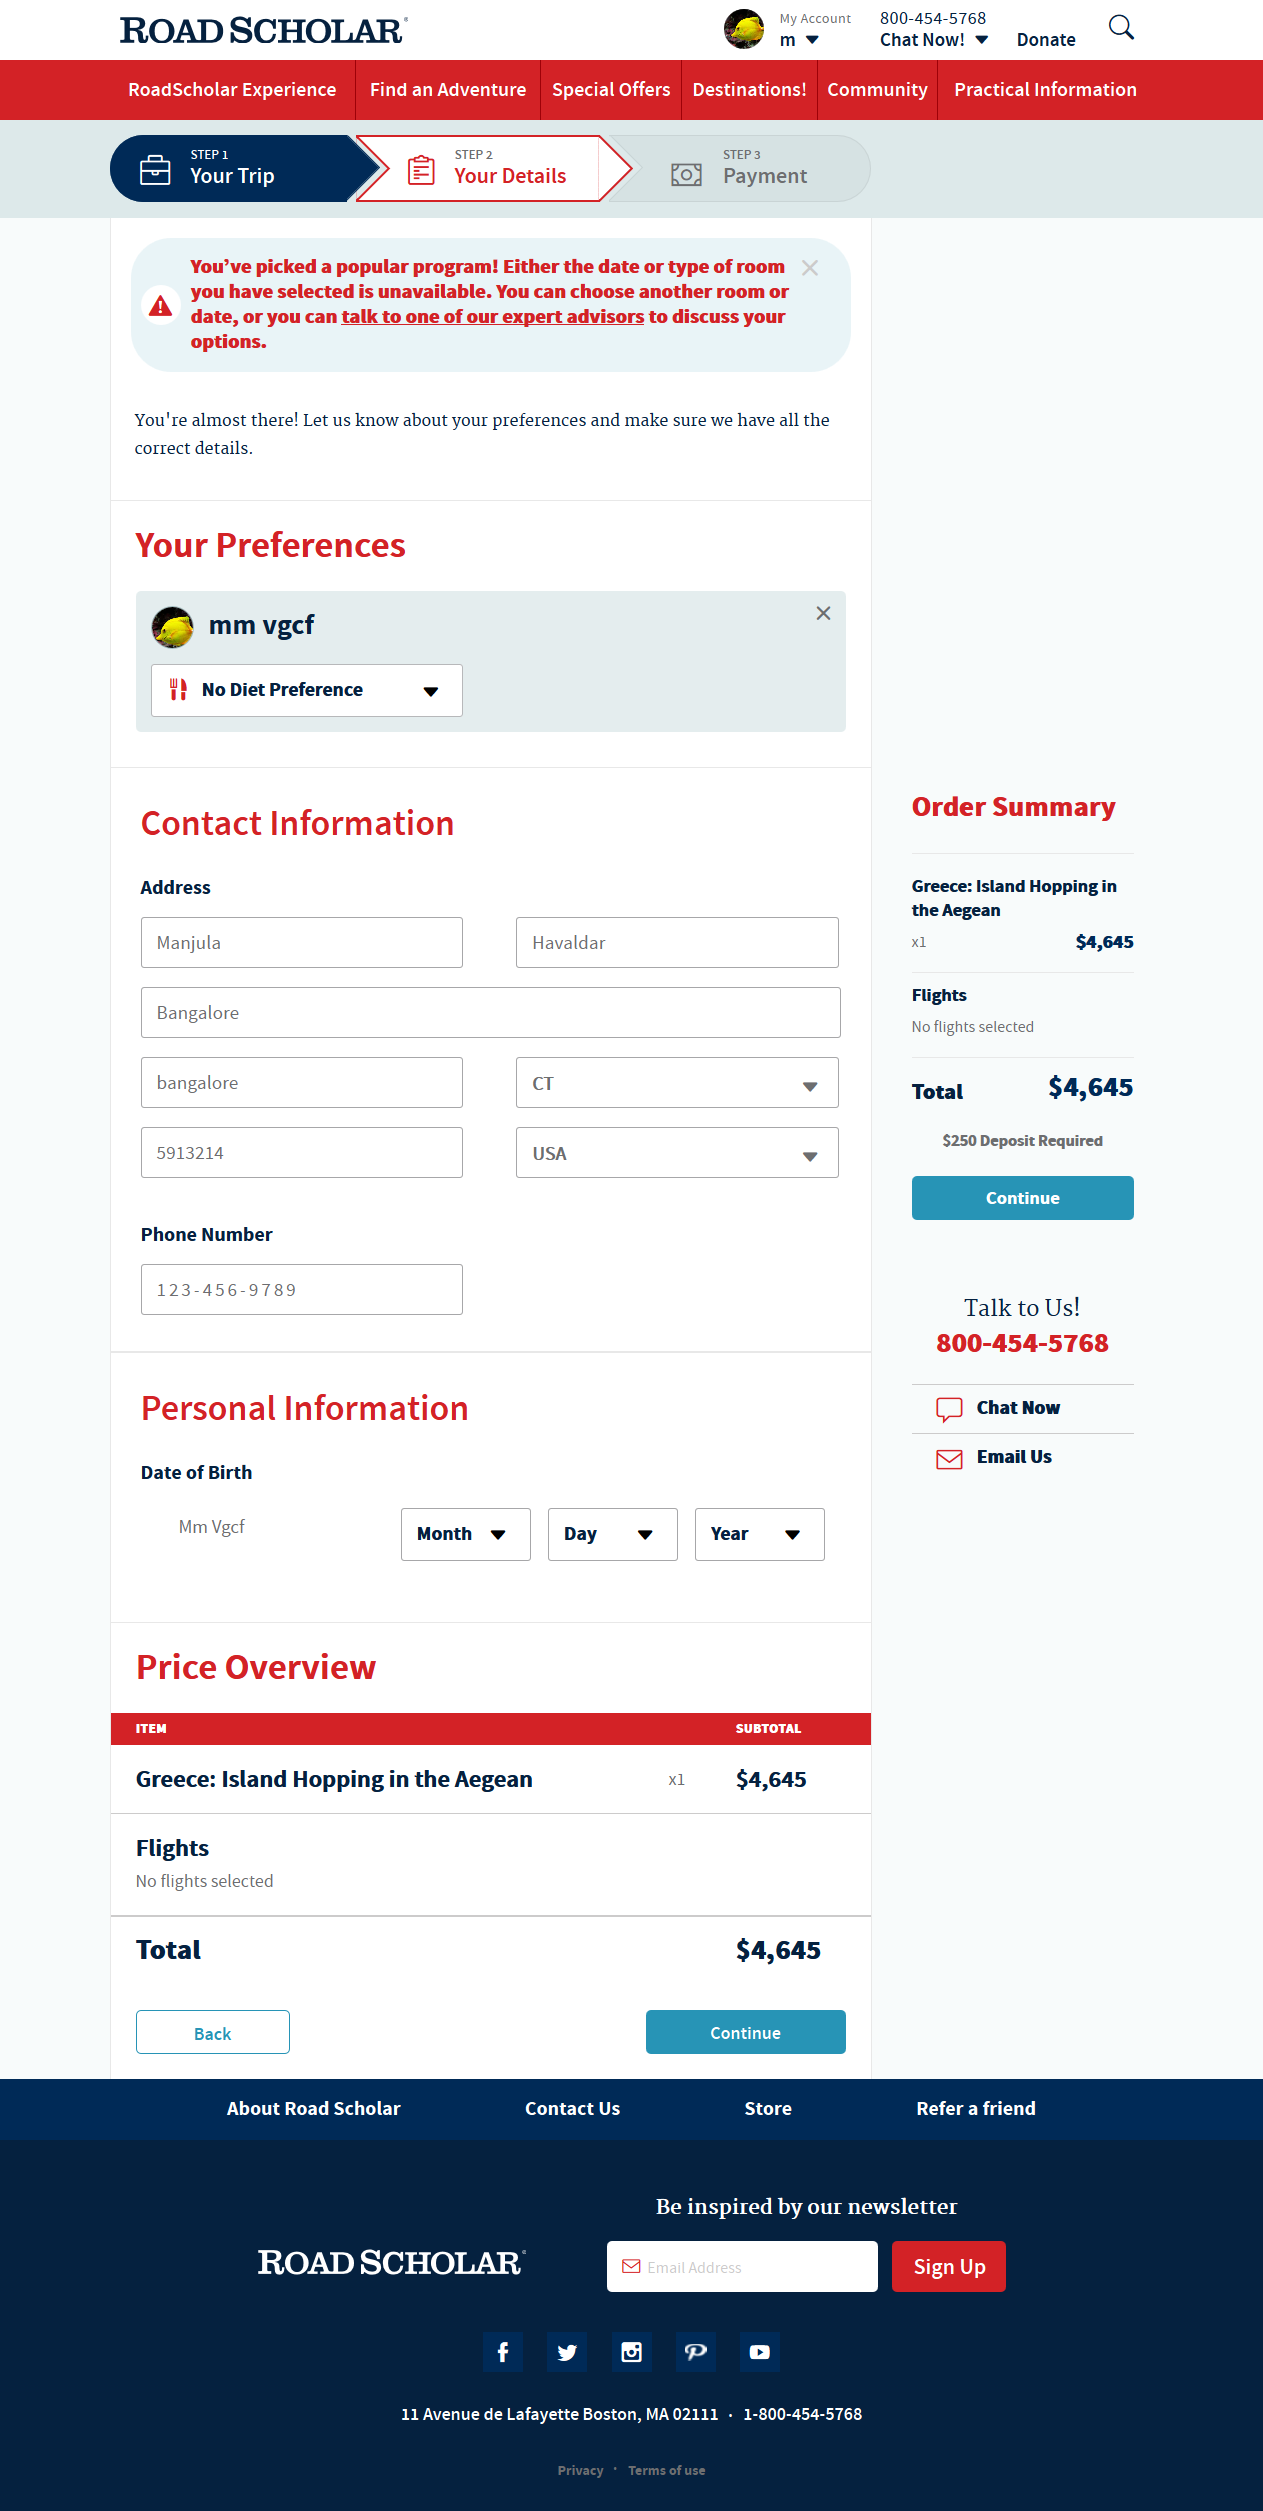 ROAD SCHOLAR®
My Account
m
800-454-5768
Chat Now!
Donate
RoadScholar Experience
Find an Adventure
Special Offers
Destinations!
Community
Practical Information
STEP 1
Your Trip
STEP 2
Your Details
STEP 3
Payment
You’ve picked a popular program! Either the date or type of room
you have selected is unavailable. You can choose another room or
date, or you can talk to one of our expert advisors to discuss your
options.
You're almost there! Let us know about your preferences and make sure we have all the
correct details.
Your Preferences
mm vgcf
No Diet Preference
Contact Information
Address
Manjula
Havaldar
Bangalore
bangalore
CT
5913214
USA
Phone Number
123-456-9789
Order Summary
Greece: Island Hopping in
the Aegean
x1 $4,645
Flights
No flights selected
Total $4,645
$250 Deposit Required
Continue
Talk to Us!
800-454-5768
Chat Now
Email Us
Personal Information
Date of Birth
Mm Vgcf
Month
Day
Year
Price Overview
ITEM SUBTOTAL
Greece: Island Hopping in the Aegean x1 $4,645
Flights
No flights selected
Total $4,645
Back
Continue
About Road Scholar
Contact Us
Store
Refer a friend
Be inspired by our newsletter
ROAD SCHOLAR®
Email Address
Sign Up
11 Avenue de Lafayette Boston, MA 02111 · 1-800-454-5768
Privacy · Terms of use